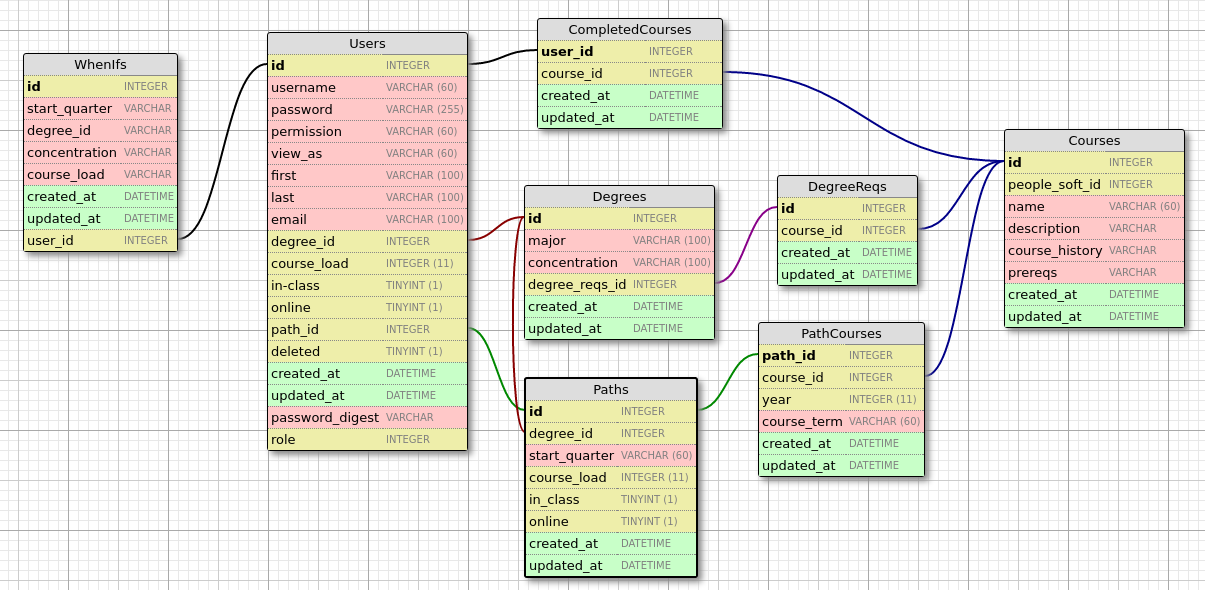 WhenIfs
id INTEGER
start_quarter VARCHAR
degree_id VARCHAR
concentration VARCHAR
course_load VARCHAR
created_at DATETIME
updated_at DATETIME
user_id INTEGER
Users
id INTEGER
username VARCHAR (60)
password VARCHAR (255)
permission VARCHAR (60)
view_as VARCHAR (60)
first VARCHAR (100)
last VARCHAR (100)
email VARCHAR (100)
degree_id INTEGER
course_load INTEGER (11)
in-class TINYINT (1)
online TINYINT (1)
path_id INTEGER
deleted TINYINT (1)
created_at DATETIME
updated_at DATETIME
password_digest VARCHAR
role INTEGER
CompletedCourses
user_id INTEGER
course_id INTEGER
created_at DATETIME
updated_at DATETIME
Degrees
id INTEGER
major VARCHAR (100)
concentration VARCHAR (100)
degree_reqs_id INTEGER
created_at DATETIME
updated_at DATETIME
Paths
id INTEGER
degree_id INTEGER
start_quarter VARCHAR (60)
course_load INTEGER (11)
in_class TINYINT (1)
online TINYINT (1)
created_at DATETIME
updated_at DATETIME
DegreeReqs
id INTEGER
course_id INTEGER
created_at DATETIME
updated_at DATETIME
PathCourses
path_id INTEGER
course_id INTEGER
year INTEGER (11)
course_term VARCHAR (60)
created_at DATETIME
updated_at DATETIME
Courses
id INTEGER
people_soft_id INTEGER
name VARCHAR (60)
description VARCHAR
course_history VARCHAR
prereqs VARCHAR
created_at DATETIME
updated_at DATETIME